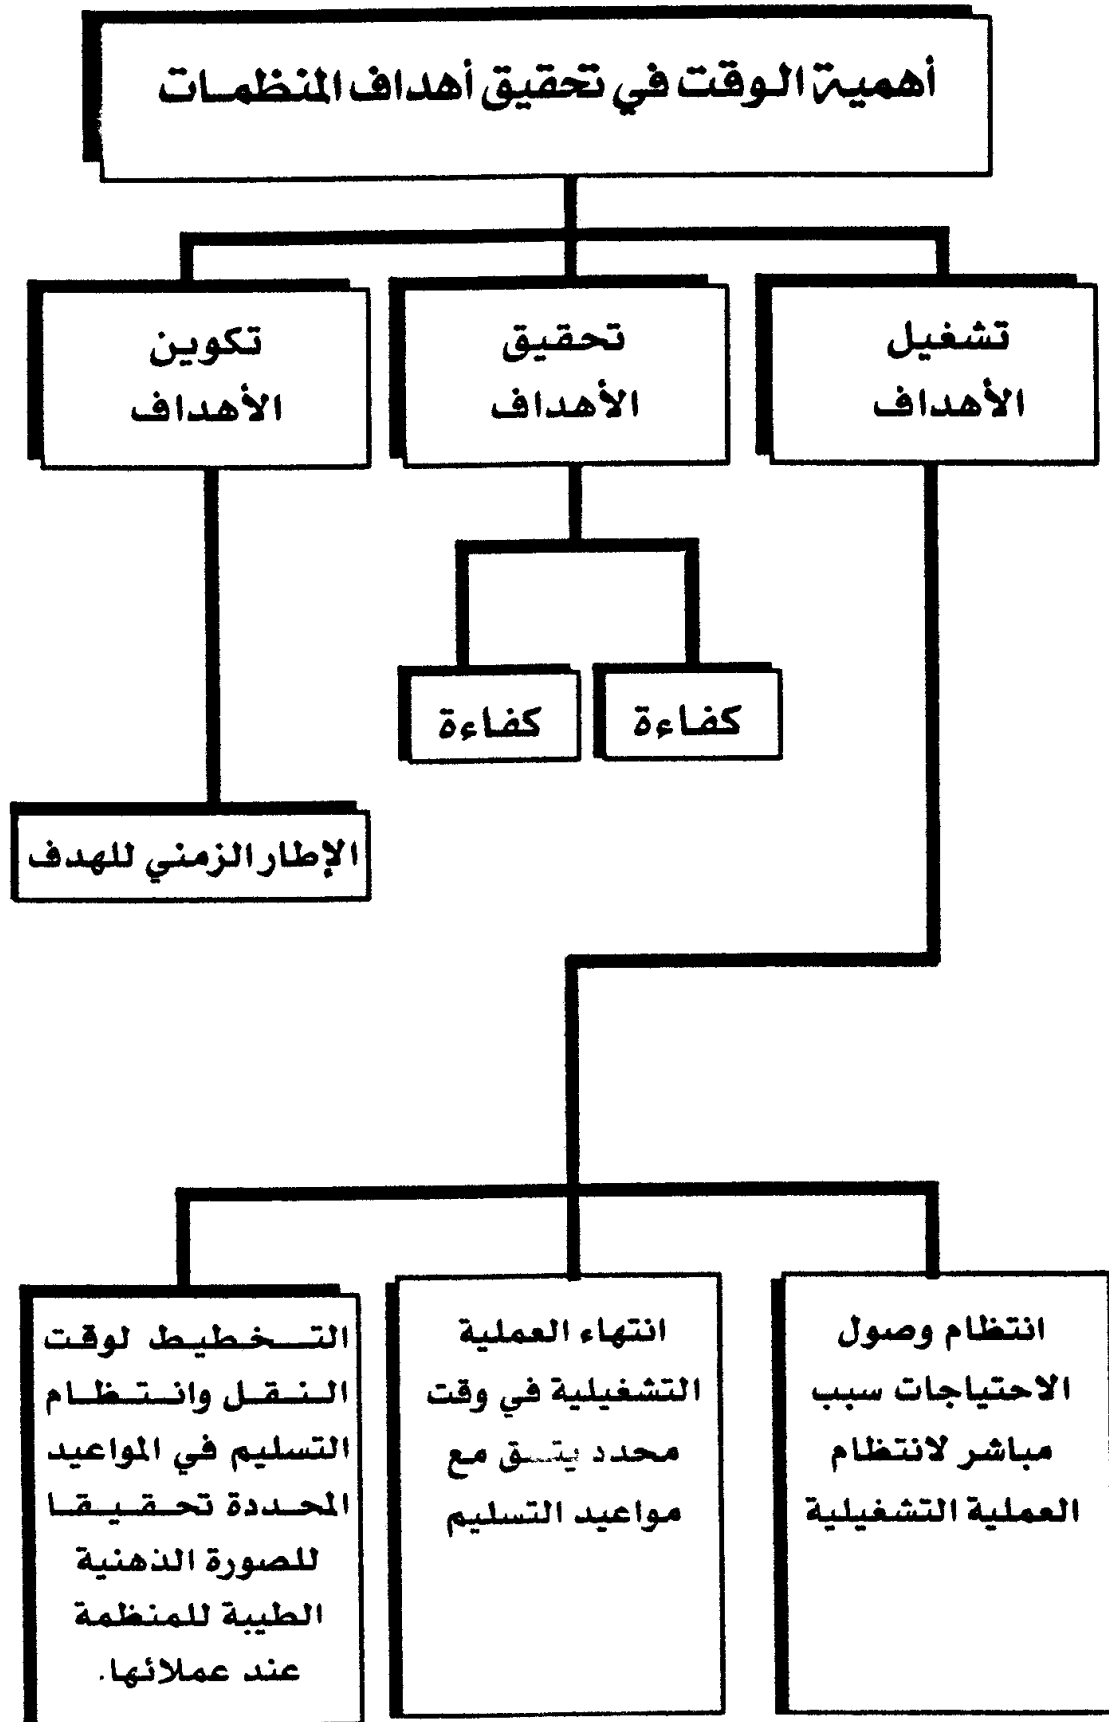 أهمية الوقت في تحقيق أهداف المنظمات
تشغيل
الأهداف
تحقيق
الأهداف
تكوين
الأهداف
كفاءة
كفاءة
الإطار الزمني للهدف
انتظام وصول
الاحتياجات سبب
مباشر لانتظام
العملية التشغيلية
انتهاء العملية
التشغيلية في وقت
محدد مع
مواعيد التسليم
التخطيط لوقت
النقل وانتظام
التسليم في المواعيد
المحددة تحقيقا
للصورة الذهنية
الطيبة للمنظمة
عند عملائها.